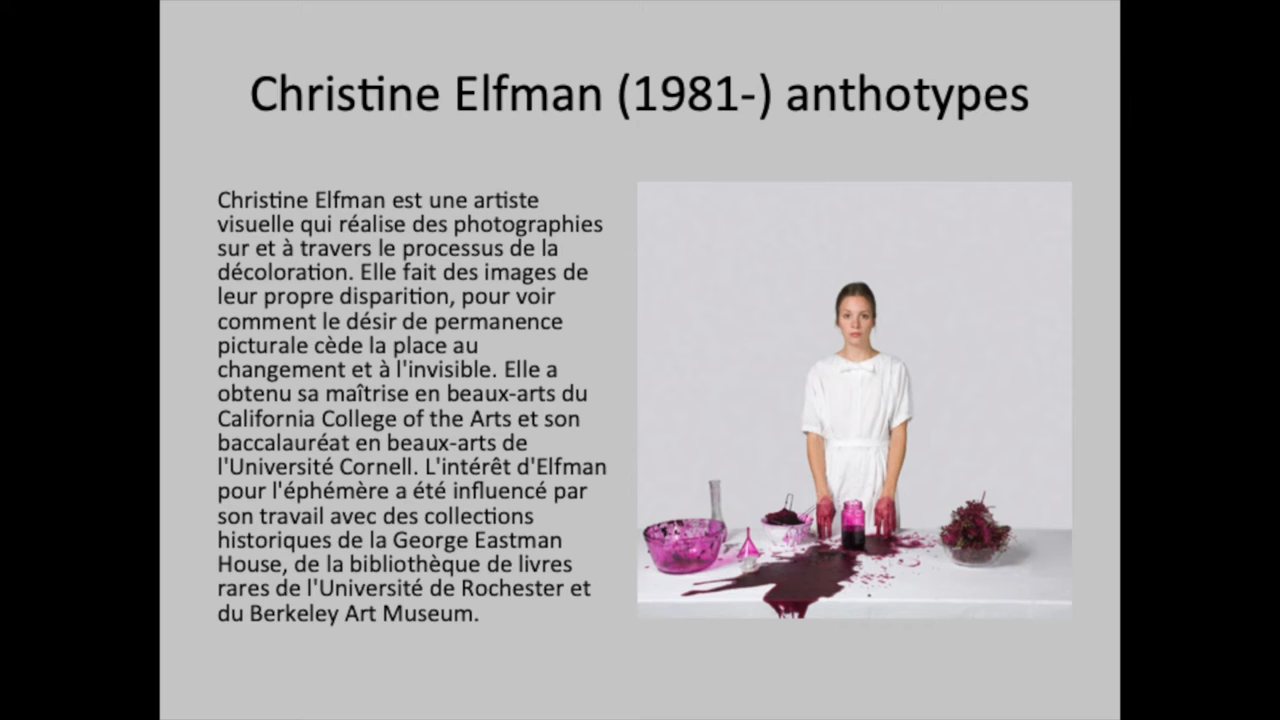 Christine Elfman (1981-) anthotypes
Christine Elfman est une artiste
visuelle qui réalise des photographies
sur et à travers le processus de la
décoloration. Elle fait des images de
leur propre disparition, pour voir
comment le désir de permanence
picturale cède la place au
changement et à l'invisible. Elle a
obtenu sa maîtrise en beaux-arts du
California College of the Arts et son
baccalauréat en beaux-arts de
l'Université Cornell. L'intérêt d'Elfman
pour l'éphémère a été influencé par
son travail avec des collections
historiques de la George Eastman
House, de la bibliothèque de livres
rares de l'Université de Rochester et
du Berkeley Art Museum.